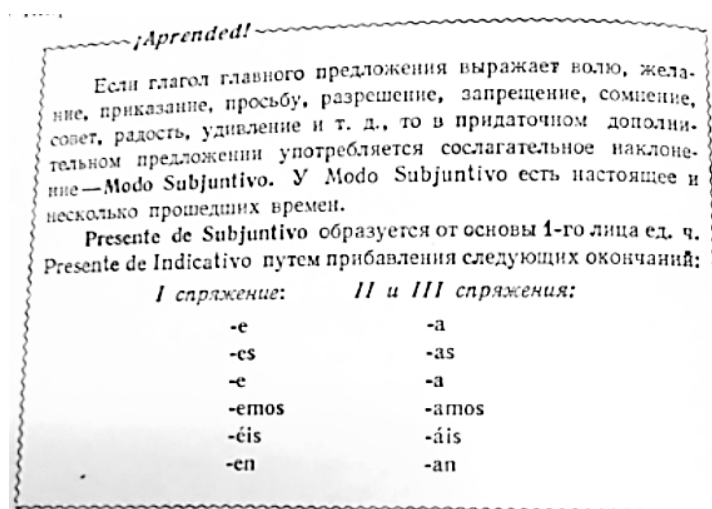 ¡Aprended!
Если глагол главного предложения выражает волю, жела-
ние, приказание, просьбу, разрешение, запрещение, сомнение,
совет, радость, удивление и т. д., то в придаточном дополни-
тельном предложении употребляется сослагательное наклоне-
ние—Modo Subjuntivo. У Modo Subjuntivo есть настоящее и
несколько прошедших времен.
Presente de Subjuntivo образуется от основы 1-го лица ед. ч.
Presente de Indicativo путем прибавления следующих окончаний:
I спряжение: II и III спряжения:
-e -a
-es -as
-e -a
-emos -amos
-éis -áis
-en -an